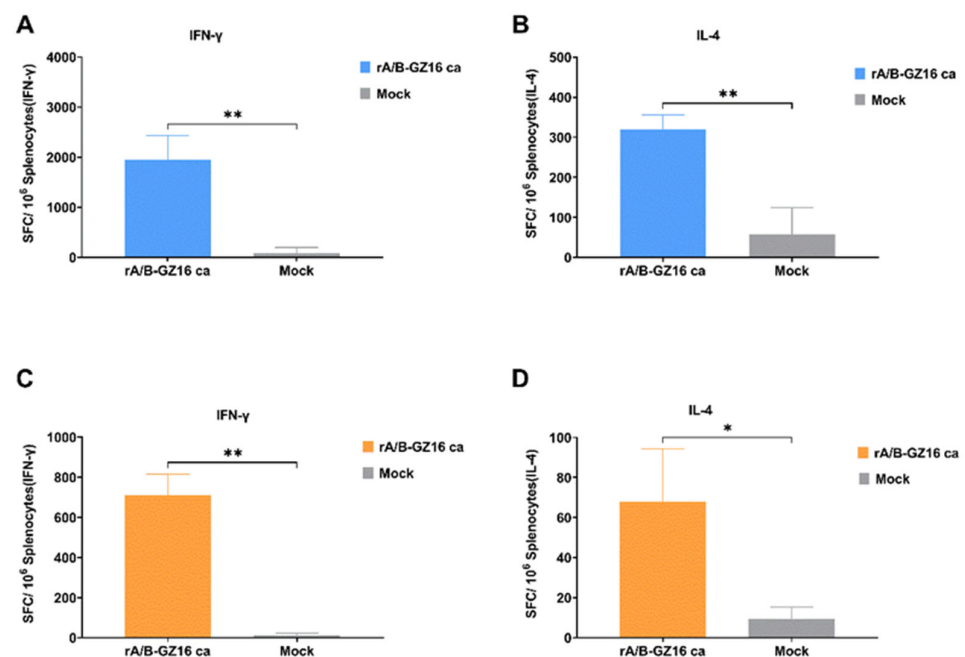 A
IFN-γ
SFC/ 10⁶ Splenocytes(IFN-γ)
4000
3000
2000
1000
0
**
rA/B-GZ16 ca
Mock
rA/B-GZ16 ca
Mock
B
IL-4
SFC/ 10⁶ Splenocytes(IL-4)
500
400
300
200
100
0
**
rA/B-GZ16 ca
Mock
rA/B-GZ16 ca
Mock
C
IFN-γ
SFC/ 10⁶ Splenocytes(IFN-γ)
1000
800
600
400
200
0
**
rA/B-GZ16 ca
Mock
rA/B-GZ16 ca
Mock
D
IL-4
SFC/ 10⁶ Splenocytes(IL-4)
100
80
60
40
20
0
*
rA/B-GZ16 ca
Mock
rA/B-GZ16 ca
Mock